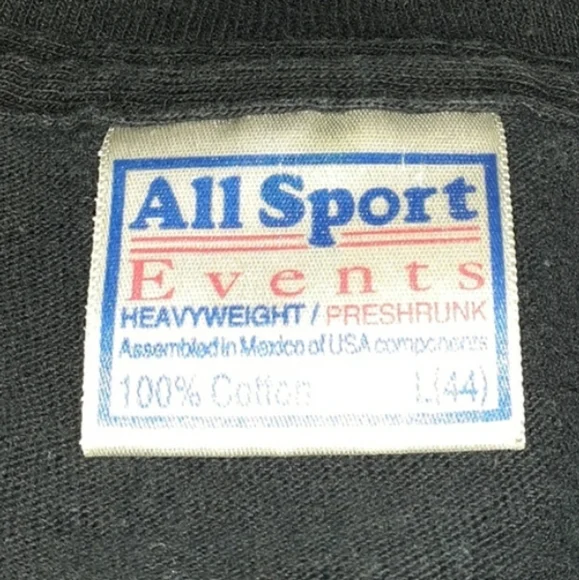 All Sport
Events
HEAVYWEIGHT / PRESHRUNK
Assembled in Mexico of USA components
100% Cotton L(44)